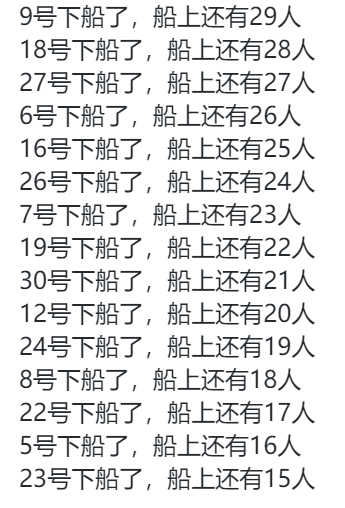 9号下船了，船上还有29人
18号下船了，船上还有28人
27号下船了，船上还有27人
6号下船了，船上还有26人
16号下船了，船上还有25人
26号下船了，船上还有24人
7号下船了，船上还有23人
19号下船了，船上还有22人
30号下船了，船上还有21人
12号下船了，船上还有20人
24号下船了，船上还有19人
8号下船了，船上还有18人
22号下船了，船上还有17人
5号下船了，船上还有16人
23号下船了，船上还有15人